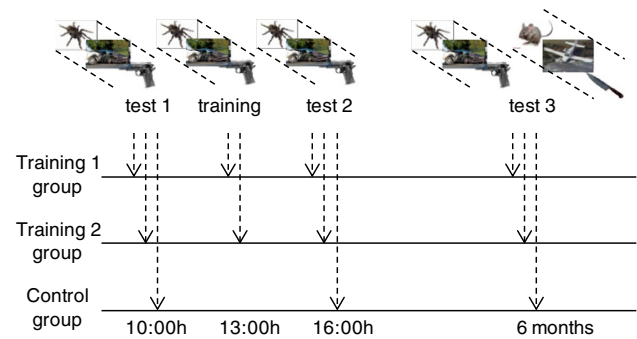 test 1 training test 2 test 3
Training 1
group
Training 2
group
Control
group
10:00h 13:00h 16:00h 6 months